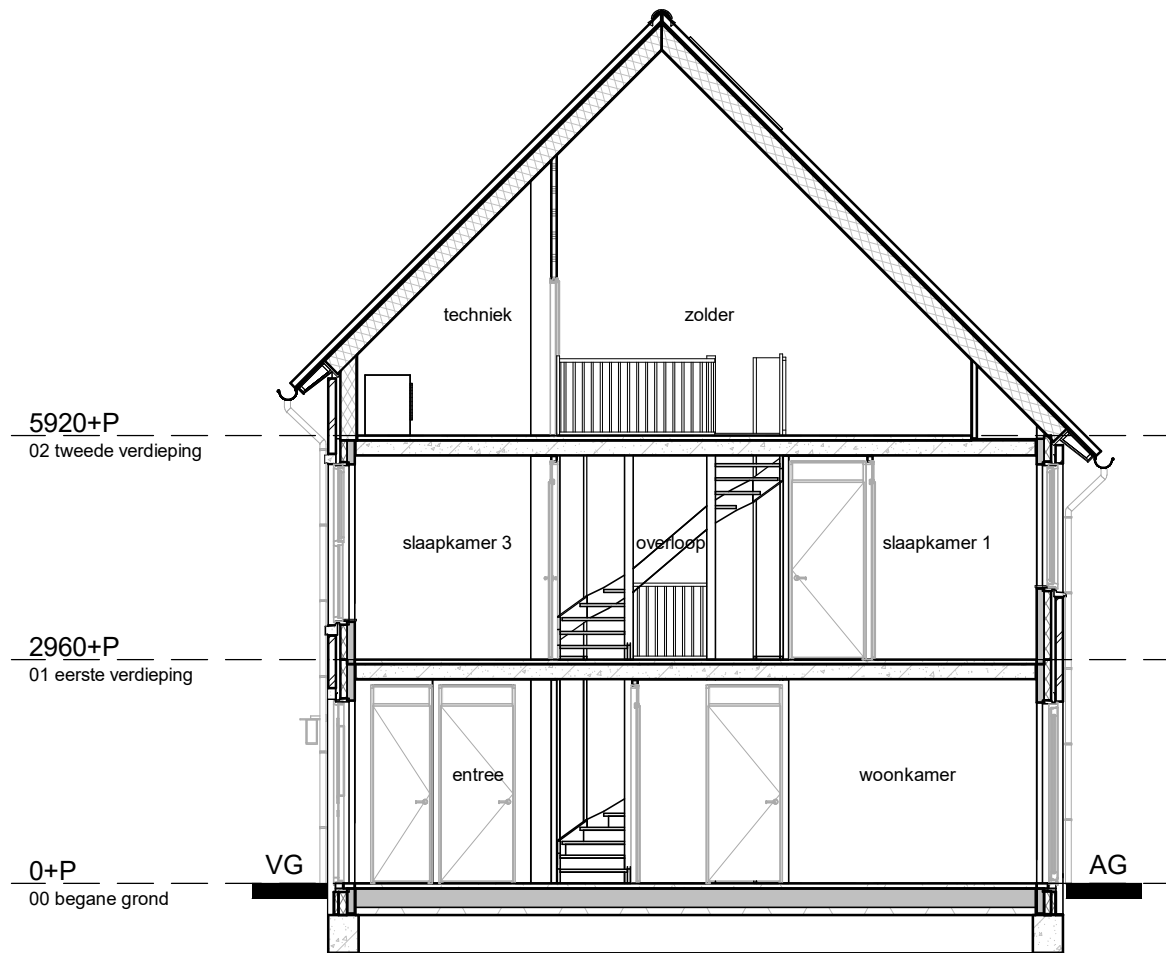 techniek
zolder
5920+P
02 tweede verdieping
slaapkamer 3
overloop
slaapkamer 1
2960+P
01 eerste verdieping
entree
woonkamer
0+P
VG
AG
00 begane grond